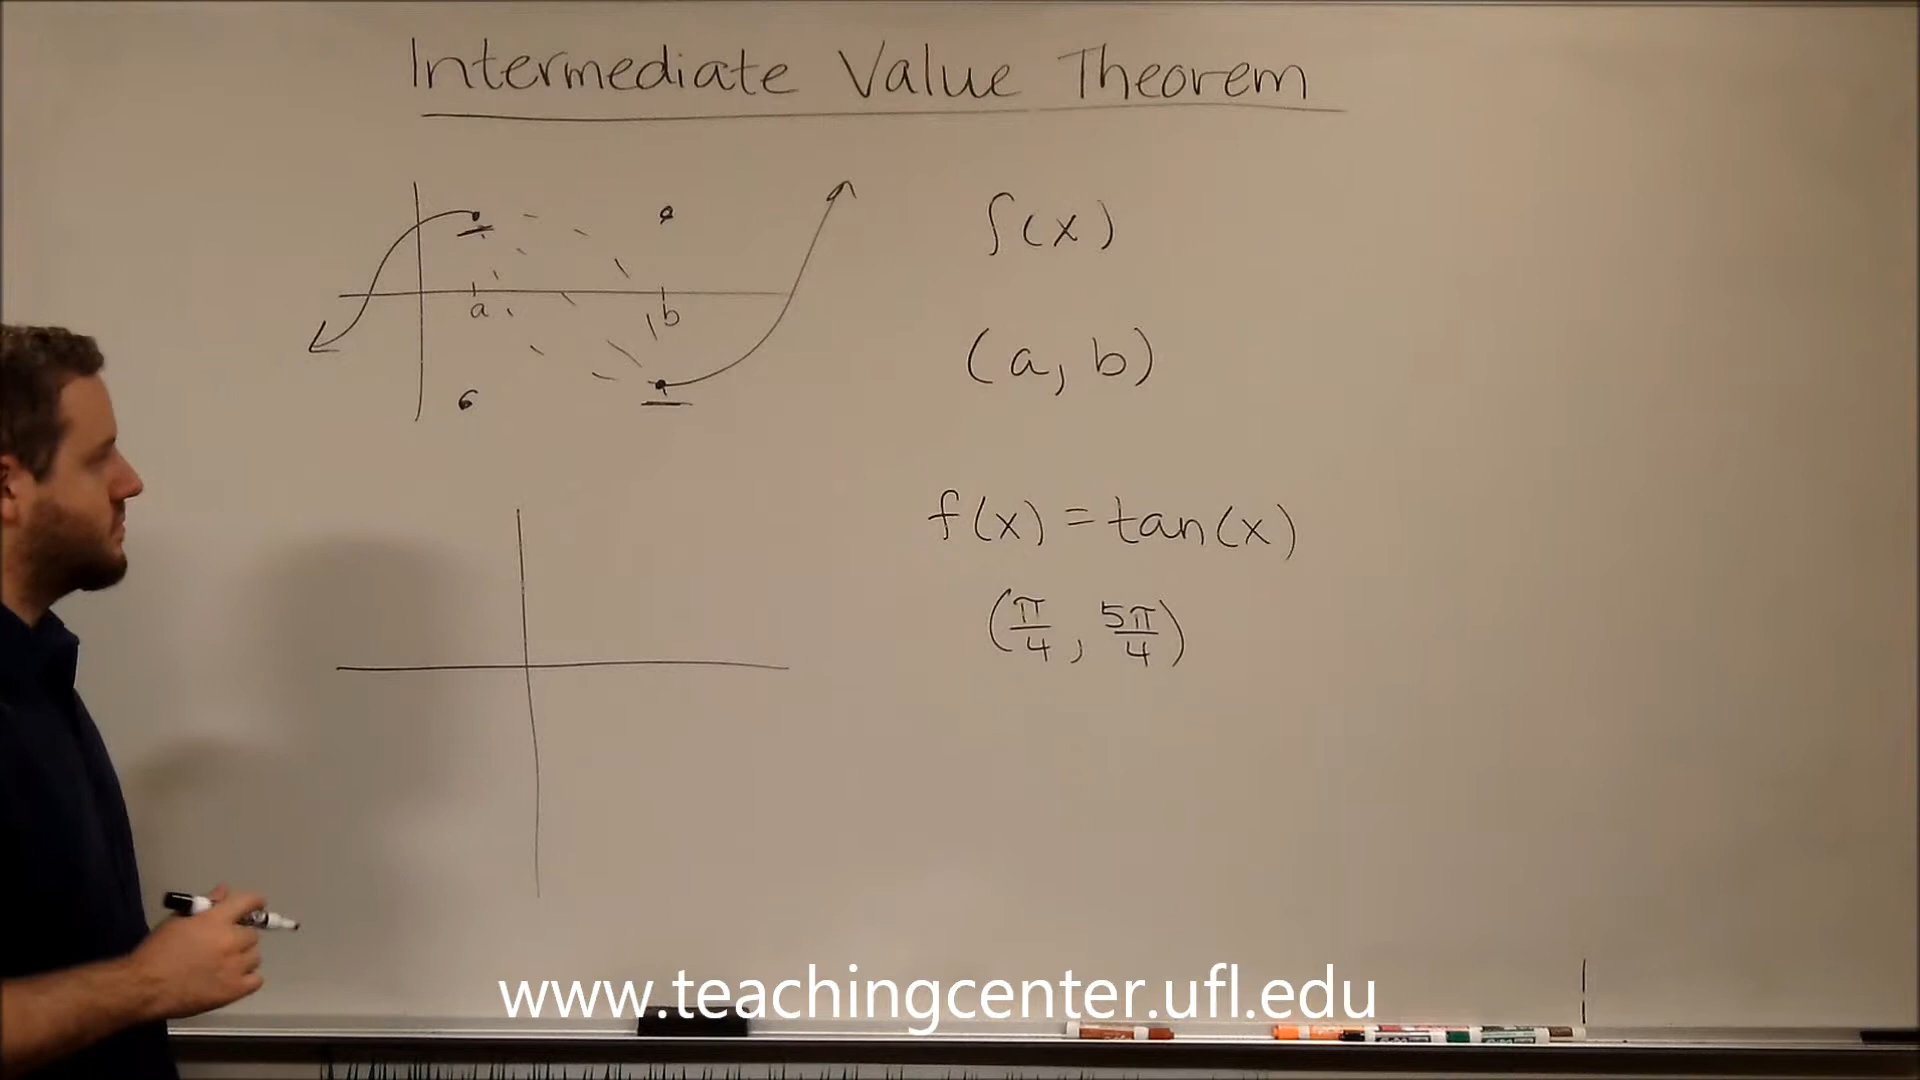 Intermediate Value Theorem
a
b
f(x)
(a, b)
f(x) = tan(x)
(π/4, 5π/4)
www.teachingcenter.ufl.edu